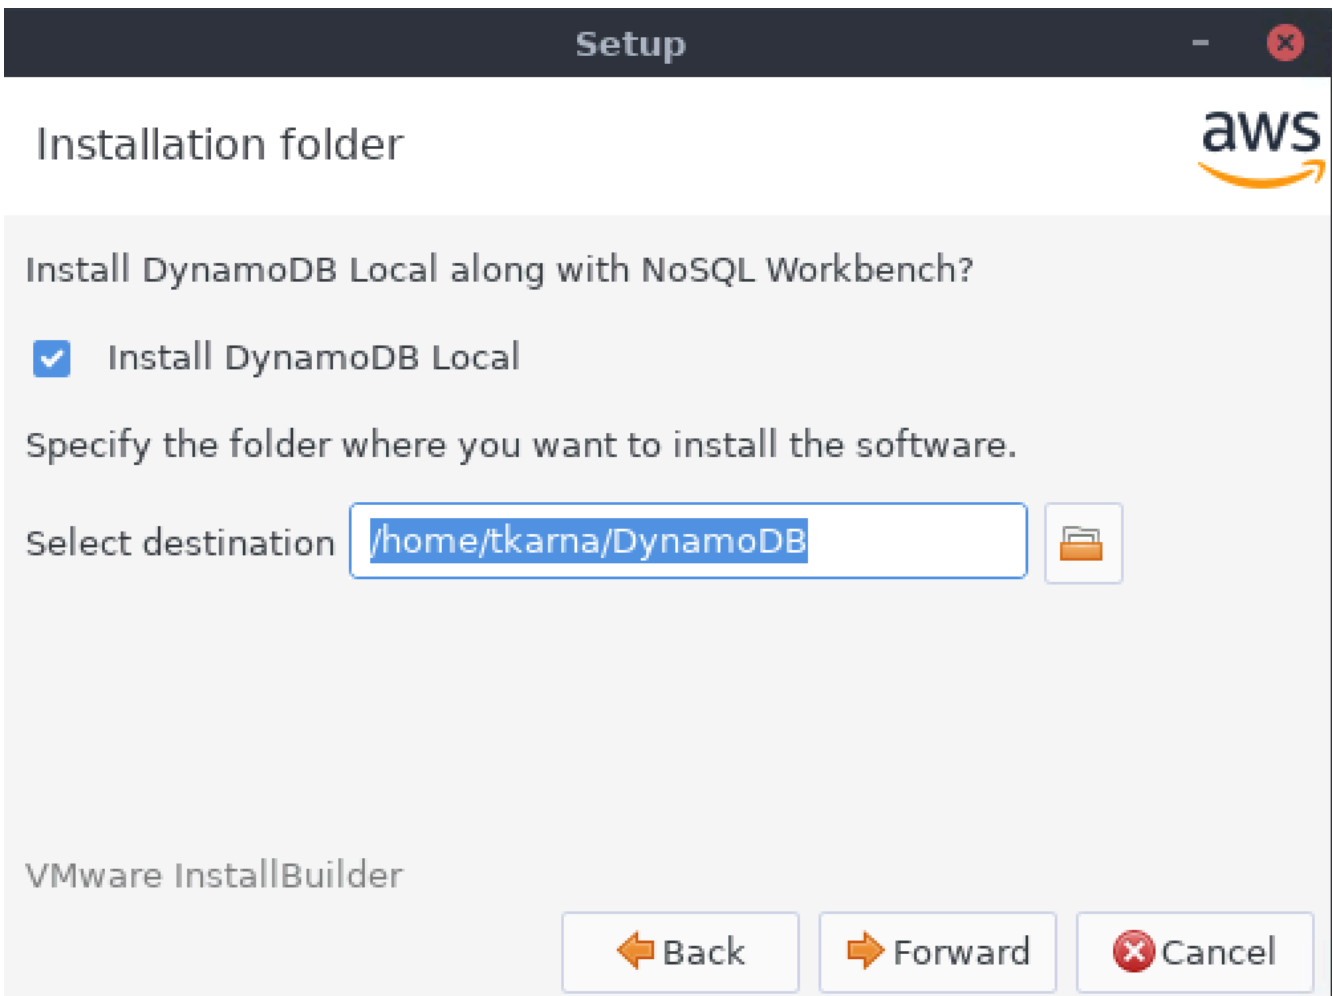 Setup
Installation folder
aws
Install DynamoDB Local along with NoSQL Workbench?
Install DynamoDB Local
Specify the folder where you want to install the software.
Select destination /home/tkarna/DynamoDB
VMware InstallBuilder
Back Forward Cancel